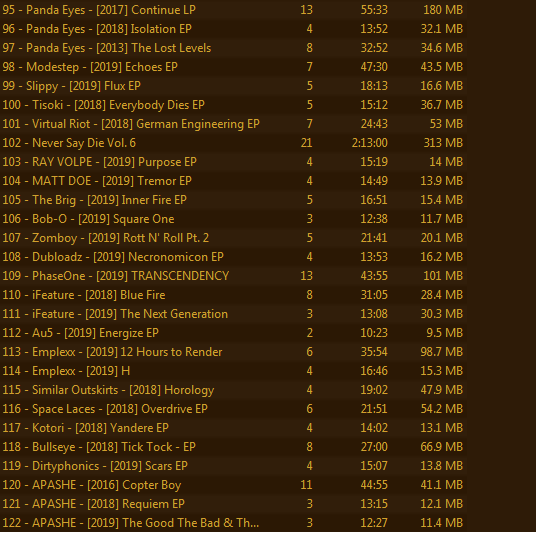 95 - Panda Eyes - [2017] Continue LP 13 55:33 180 MB
96 - Panda Eyes - [2018] Isolation EP 4 13:52 32.1 MB
97 - Panda Eyes - [2013] The Lost Levels 8 32:52 34.6 MB
98 - Modestep - [2019] Echoes EP 7 47:30 43.5 MB
99 - Slippy - [2019] Flux EP 5 18:13 16.6 MB
100 - Tisoki - [2018] Everybody Dies EP 5 15:12 36.7 MB
101 - Virtual Riot - [2018] German Engineering EP 7 24:43 53 MB
102 - Never Say Die Vol. 6 21 2:13:00 313 MB
103 - RAY VOLPE - [2019] Purpose EP 4 15:19 14 MB
104 - MATT DOE - [2019] Tremor EP 4 14:49 13.9 MB
105 - The Brig - [2019] Inner Fire EP 5 16:51 15.4 MB
106 - Bob-O - [2019] Square One 3 12:38 11.7 MB
107 - Zomboy - [2019] Rott N' Roll Pt. 2 5 21:41 20.1 MB
108 - Dubloadz - [2019] Necronomicon EP 4 13:53 16.2 MB
109 - PhaseOne - [2019] TRANSCENDENCY 13 43:55 101 MB
110 - iFeature - [2018] Blue Fire 8 31:05 28.4 MB
111 - iFeature - [2019] The Next Generation 3 13:08 30.3 MB
112 - Au5 - [2019] Energize EP 2 10:23 9.5 MB
113 - Emplexx - [2019] 12 Hours to Render 6 35:54 98.7 MB
114 - Emplexx - [2019] H 4 16:46 15.3 MB
115 - Similar Outskirts - [2018] Horology 4 19:02 47.9 MB
116 - Space Laces - [2018] Overdrive EP 6 21:51 54.2 MB
117 - Kotori - [2018] Yandere EP 4 14:02 13.1 MB
118 - Bullseye - [2018] Tick Tock - EP 8 27:00 66.9 MB
119 - Dirtyphonics - [2019] Scars EP 4 15:07 13.8 MB
120 - APASHE - [2016] Copter Boy 11 44:55 41.1 MB
121 - APASHE - [2018] Requiem EP 3 13:15 12.1 MB
122 - APASHE - [2019] The Good The Bad & Th... 3 12:27 11.4 MB